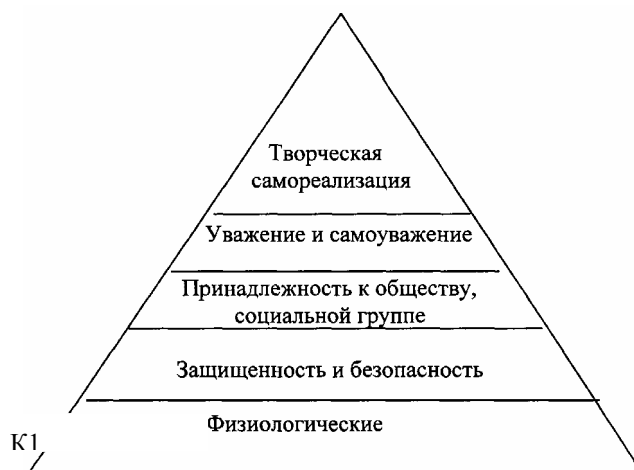 Творческая
самореализация
Уважение и самоуважение
Принадлежность к обществу,
социальной группе
Защищенность и безопасность
Физиологические
К1